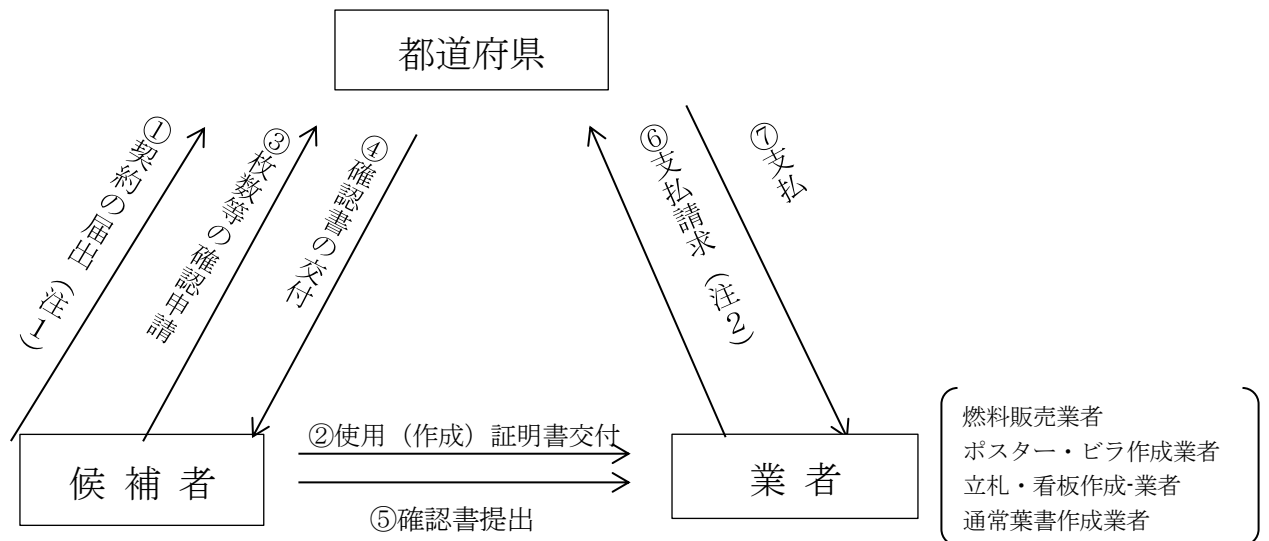 都道府県
①契約の届出（注1）
③枚数等の確認申請
④確認書の交付
⑥支払請求（注2）
⑦支払
候補者
②使用（作成）証明書交付
⑤確認書提出
業者
燃料販売業者
ポスター・ビラ作成業者
立札・看板作成-業者
通常葉書作成業者